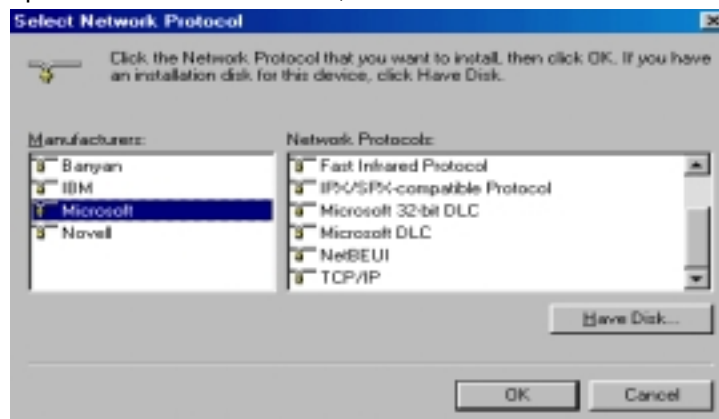 Select Network Protocol
Click the Network Protocol that you want to install, then click OK. If you have
an installation disk for this device, click Have Disk.
Manufacturers:
Banyan
IBM
Microsoft
Novell
Network Protocols:
Fast Infrared Protocol
IPX/SPX-compatible Protocol
Microsoft 32-bit DLC
Microsoft DLC
NetBEUI
TCP/IP
Have Disk...
OK
Cancel